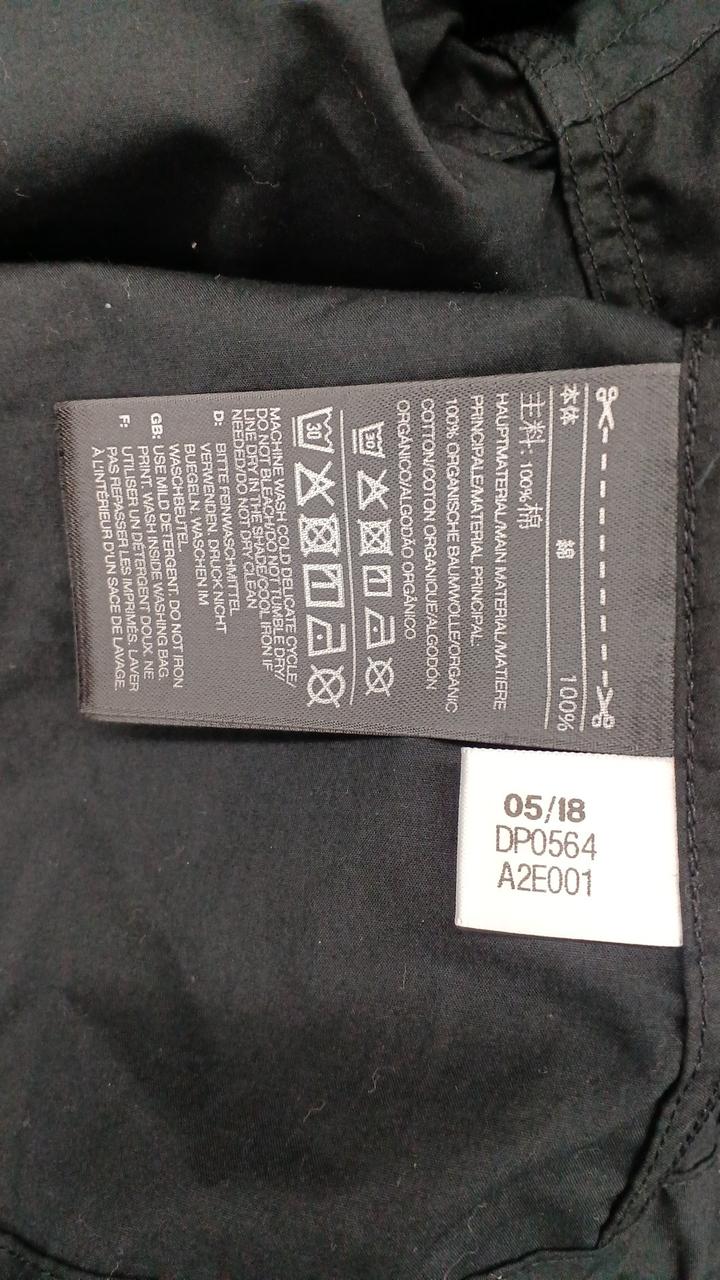 本体 綿 100%
主料: 100%棉
HAUPTMATERIAL/MAIN MATERIAL/MATIERE
PRINCIPALE/MATERIAL PRINCIPAL:
100% ORGANISCHE BAUMWOLLE/ORGANIC
COTTON/COTON ORGANIQUE/ALGODÓN
ORGÁNICO/ALGODÃO ORGÂNICO
30
30
MACHINE WASH COLD DELICATE CYCLE/
DO NOT BLEACH/DO NOT TUMBLE DRY/
LINE DRY IN THE SHADE/COOL IRON IF
NEEDED/DO NOT DRY CLEAN
D: BITTE FEINWASCHMITTEL
VERWENDEN. DRUCK NICHT
BUEGELN. WASCHEN IM
WASCHBEUTEL.
GB: USE MILD DETERGENT. DO NOT IRON
PRINT. WASH INSIDE WASHING BAG.
F: UTILISER UN DÉTERGENT DOUX. NE
PAS REPASSER LES IMPRIMÉS. LAVER
À L'INTÉRIEUR D'UN SACE DE LAVAGE.
05/18
DP0564
A2E001